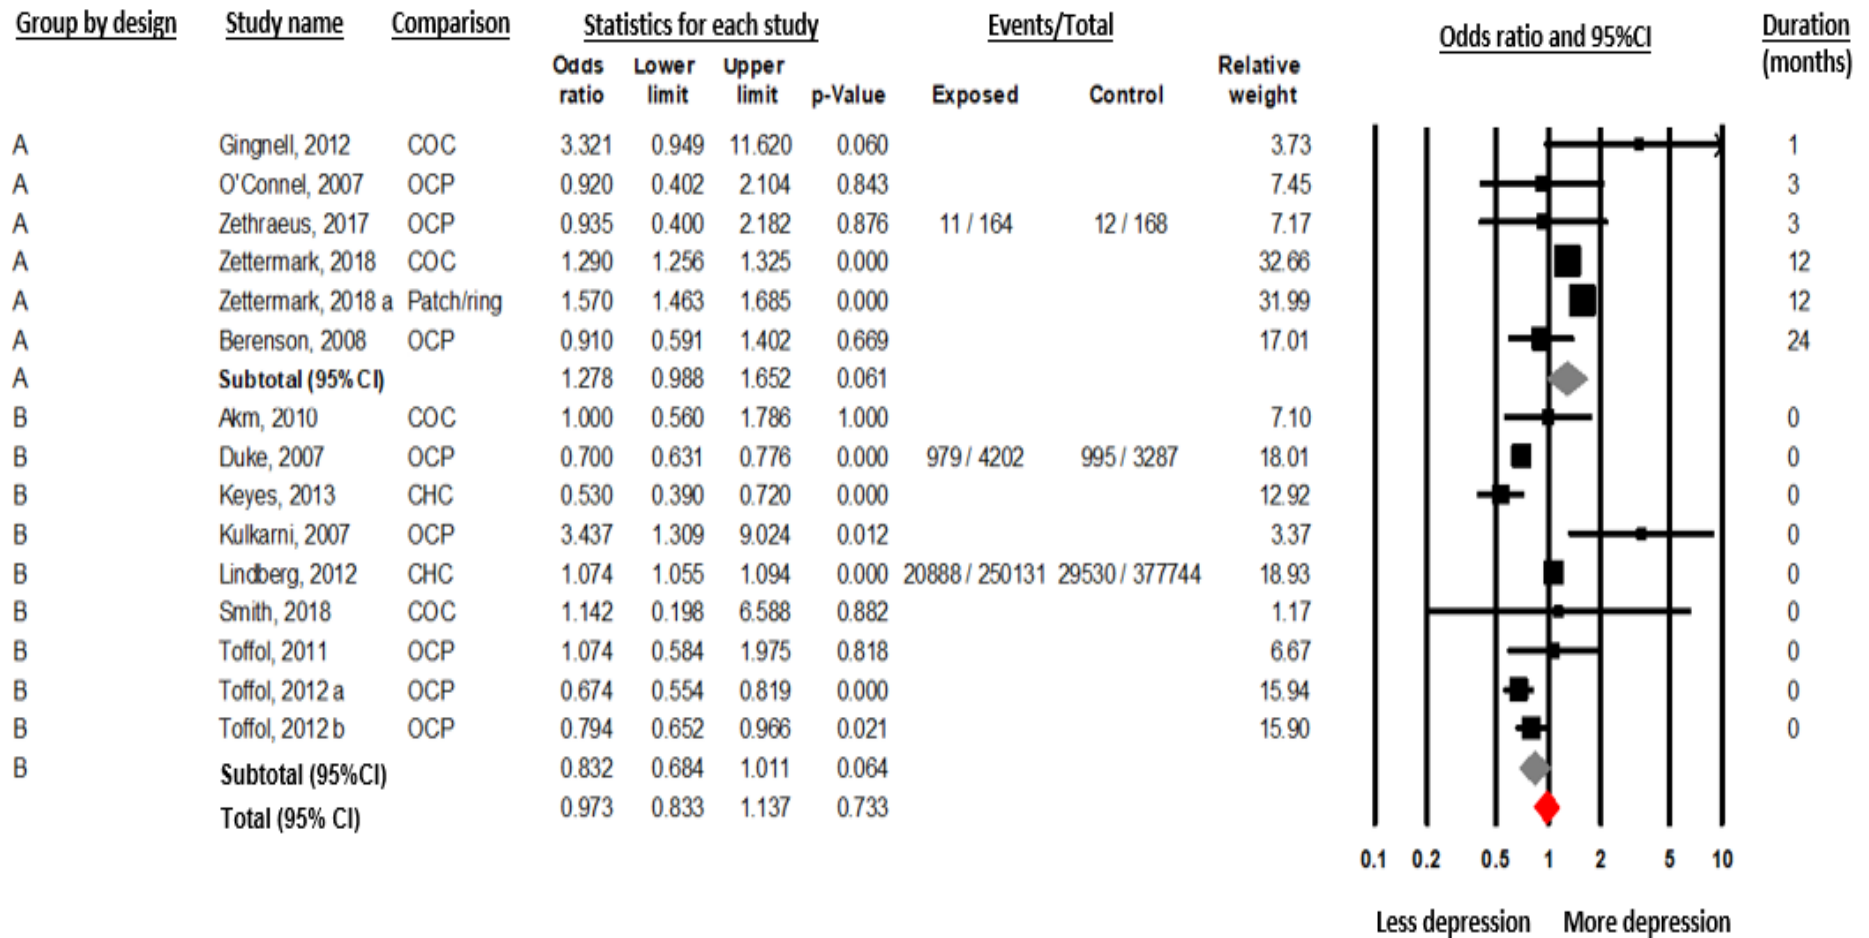 Group by design Study name Comparison Statistics for each study Events/Total Odds ratio and 95%CI Duration (months)
Odds ratio Lower limit Upper limit p-Value Exposed Control Relative weight
A Gingnell, 2012 COC 3.321 0.949 11.620 0.060 3.73 1
A O'Connel, 2007 OCP 0.920 0.402 2.104 0.843 7.45 3
A Zethraeus, 2017 OCP 0.935 0.400 2.182 0.876 11 / 164 12 / 168 7.17 3
A Zettermark, 2018 COC 1.290 1.256 1.325 0.000 32.66 12
A Zettermark, 2018 a Patch/ring 1.570 1.463 1.685 0.000 31.99 12
A Berenson, 2008 OCP 0.910 0.591 1.402 0.669 17.01 24
A Subtotal (95% CI) 1.278 0.988 1.652 0.061
B Akm, 2010 COC 1.000 0.560 1.786 1.000 7.10 0
B Duke, 2007 OCP 0.700 0.631 0.776 0.000 979 / 4202 995 / 3287 18.01 0
B Keyes, 2013 CHC 0.530 0.390 0.720 0.000 12.92 0
B Kulkarni, 2007 OCP 3.437 1.309 9.024 0.012 3.37 0
B Lindberg, 2012 CHC 1.074 1.055 1.094 0.000 20888 / 250131 29530 / 377744 18.93 0
B Smith, 2018 COC 1.142 0.198 6.588 0.882 1.17 0
B Toffol, 2011 OCP 1.074 0.584 1.975 0.818 6.67 0
B Toffol, 2012 a OCP 0.674 0.554 0.819 0.000 15.94 0
B Toffol, 2012 b OCP 0.794 0.652 0.966 0.021 15.90 0
B Subtotal (95%CI) 0.832 0.684 1.011 0.064
Total (95% CI) 0.973 0.833 1.137 0.733
0.1 0.2 0.5 1 2 5 10
Less depression More depression